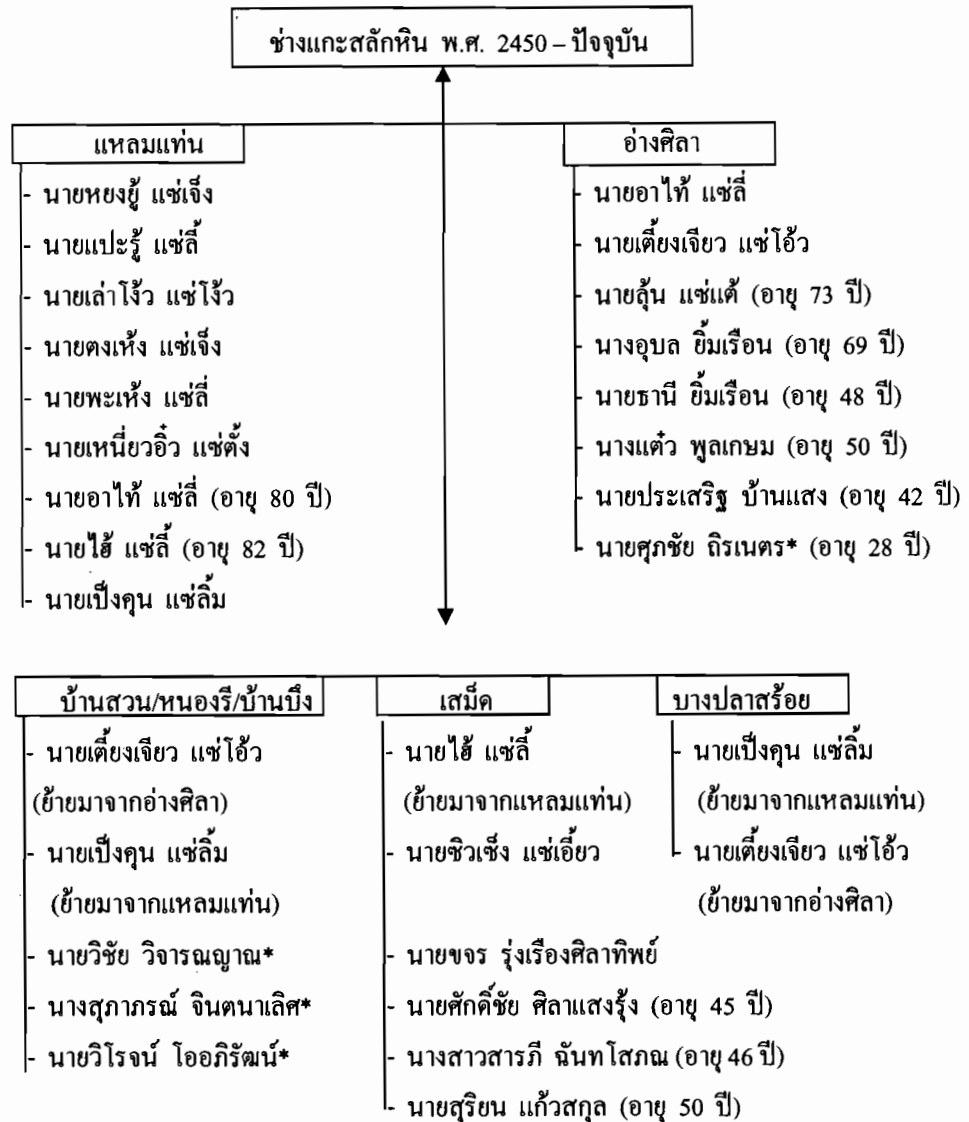 ช่างแกะสลักหิน พ.ศ. 2450 – ปัจจุบัน
แหลมแท่น
- นายหยงยู้ แซ่เจ็ง
- นายแปะรู้ แซ่ลี้
- นายเล่าโง้ว แซ่โง้ว
- นายตงเห้ง แซ่เจ็ง
- นายพะเห้ง แซ่ลี่
- นายเหนี่ยวอิ๋ว แซ่ตั้ง
- นายอาไท้ แซ่ลี่ (อายุ 80 ปี)
- นายไฮ้ แซ่ลี้ (อายุ 82 ปี)
- นายเป็งคุน แซ่ลิ้ม
อ่างศิลา
- นายอาไท้ แซ่ลี่
- นายเตี้ยงเจียว แซ่โอ้ว
- นายลุ้น แซ่แต้ (อายุ 73 ปี)
- นางอุบล ยิ้มเรือน (อายุ 69 ปี)
- นายธานี ยิ้มเรือน (อายุ 48 ปี)
- นางแต๋ว พูลเกษม (อายุ 50 ปี)
- นายประเสริฐ บ้านแสง (อายุ 42 ปี)
- นายศุภชัย ถิรเนตร* (อายุ 28 ปี)
บ้านสวน/หนองรี/บ้านบึง
- นายเตี้ยงเจียว แซ่โอ้ว
(ย้ายมาจากอ่างศิลา)
- นายเป็งคุน แซ่ลิ้ม
(ย้ายมาจากแหลมแท่น)
- นายวิชัย วิจารณญาณ*
- นางสุภาภรณ์ จินตนาเลิศ*
- นายวิโรจน์ โออภิรัฒน์*
เสม็ด
- นายไฮ้ แซ่ลี้
(ย้ายมาจากแหลมแท่น)
- นายชิวเซ็ง แซ่เอี้ยว
- นายขจร รุ่งเรืองศิลาทิพย์
- นายศักดิ์ชัย ศิลาแสงรุ้ง (อายุ 45 ปี)
- นางสาวสารภี ฉันทโสภณ (อายุ 46 ปี)
- นายสุริยน แก้วสกุล (อายุ 50 ปี)
บางปลาสร้อย
- นายเป็งคุน แซ่ลิ้ม
(ย้ายมาจากแหลมแท่น)
- นายเตี้ยงเจียว แซ่โอ้ว
(ย้ายมาจากอ่างศิลา)